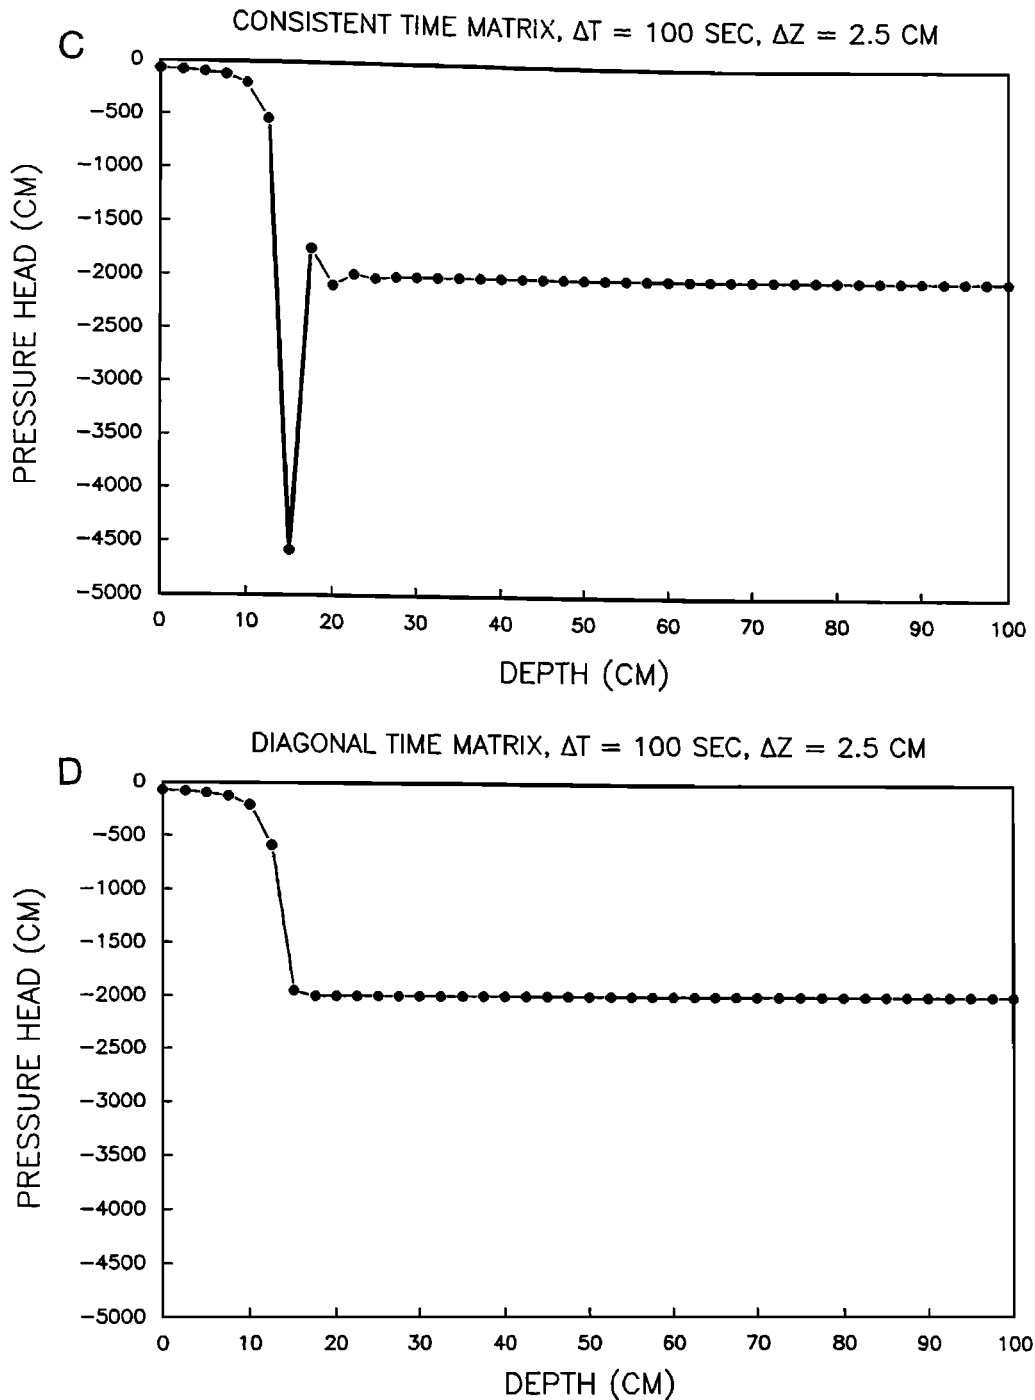 C
CONSISTENT TIME MATRIX, ΔT = 100 SEC, ΔZ = 2.5 CM
PRESSURE HEAD (CM)
0
−500
−1000
−1500
−2000
−2500
−3000
−3500
−4000
−4500
−5000
0 10 20 30 40 50 60 70 80 90 100
DEPTH (CM)
D
DIAGONAL TIME MATRIX, ΔT = 100 SEC, ΔZ = 2.5 CM
PRESSURE HEAD (CM)
0
−500
−1000
−1500
−2000
−2500
−3000
−3500
−4000
−4500
−5000
0 10 20 30 40 50 60 70 80 90 100
DEPTH (CM)